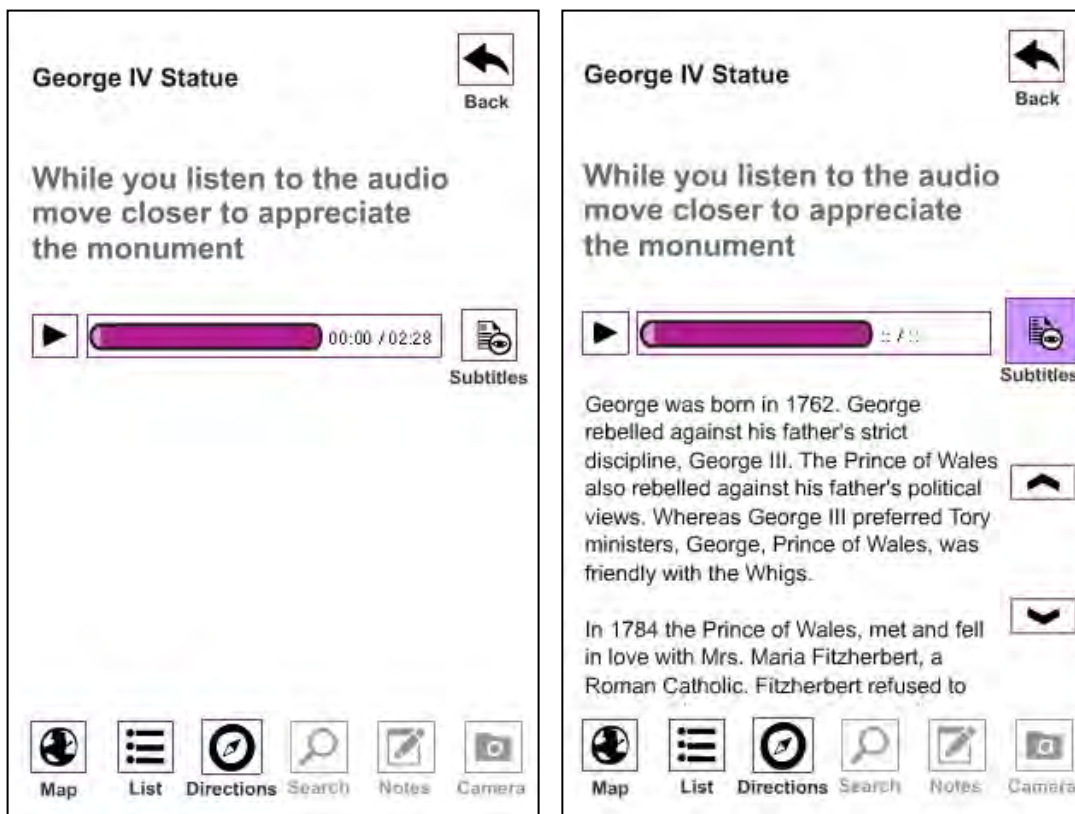 George IV Statue
Back
While you listen to the audio
move closer to appreciate
the monument
00:00 / 02:28
Subtitles
Map List Directions Search Notes Camera
George IV Statue
Back
While you listen to the audio
move closer to appreciate
the monument
:: / ::
Subtitles
George was born in 1762. George
rebelled against his father's strict
discipline, George III. The Prince of Wales
also rebelled against his father's political
views. Whereas George III preferred Tory
ministers, George, Prince of Wales, was
friendly with the Whigs.
In 1784 the Prince of Wales, met and fell
in love with Mrs. Maria Fitzherbert, a
Roman Catholic. Fitzherbert refused to
Map List Directions Search Notes Camera